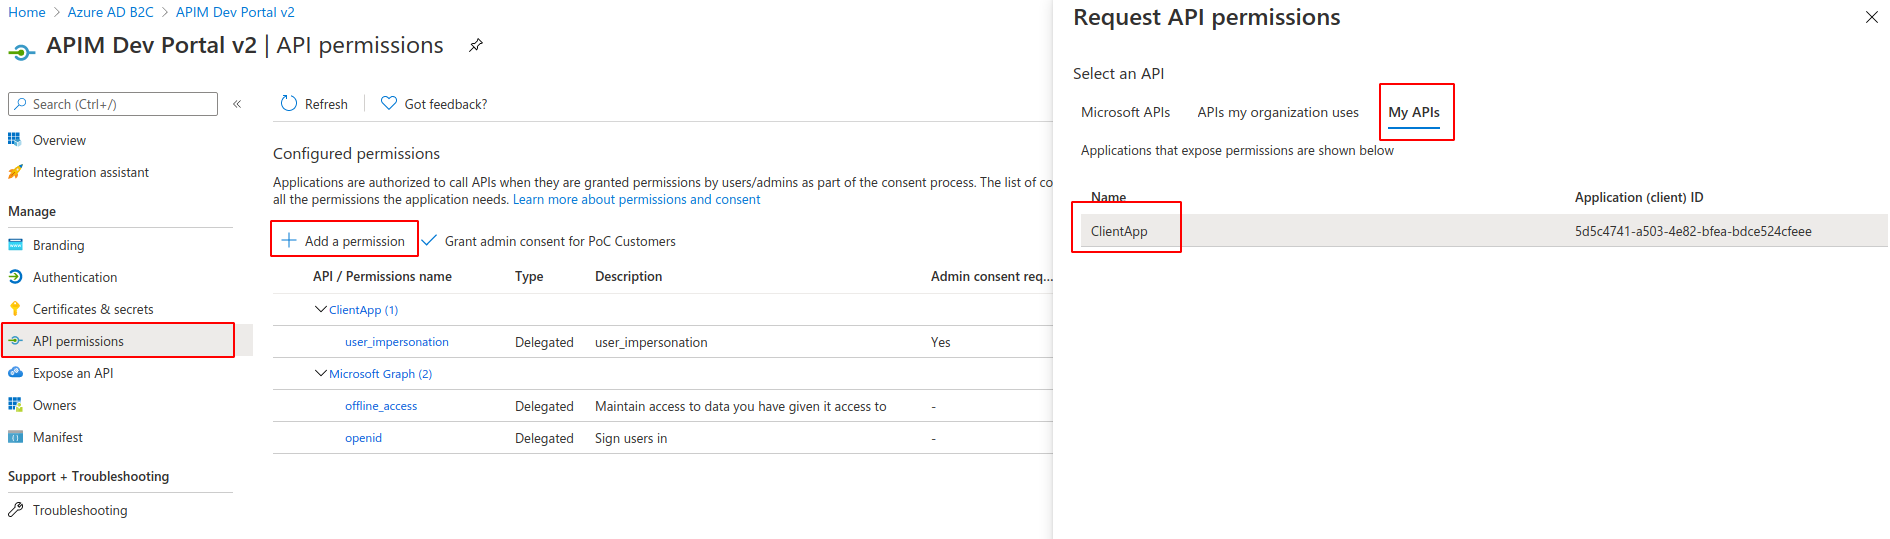 Home > Azure AD B2C > APIM Dev Portal v2
APIM Dev Portal v2 | API permissions
Search (Ctrl+/)
«
Overview
Integration assistant
Manage
Branding
Authentication
Certificates & secrets
API permissions
Expose an API
Owners
Manifest
Support + Troubleshooting
Troubleshooting
Refresh
Got feedback?
Configured permissions
Applications are authorized to call APIs when they are granted permissions by users/admins as part of the consent process. The list of co
all the permissions the application needs. Learn more about permissions and consent
Add a permission
Grant admin consent for PoC Customers
API / Permissions name Type Description Admin consent req...
ClientApp (1)
user_impersonation Delegated user_impersonation Yes
Microsoft Graph (2)
offline_access Delegated Maintain access to data you have given it access to -
openid Delegated Sign users in -
Request API permissions
Select an API
Microsoft APIs APIs my organization uses My APIs
Applications that expose permissions are shown below
Name Application (client) ID
ClientApp 5d5c4741-a503-4e82-bfea-bdce524cfeee